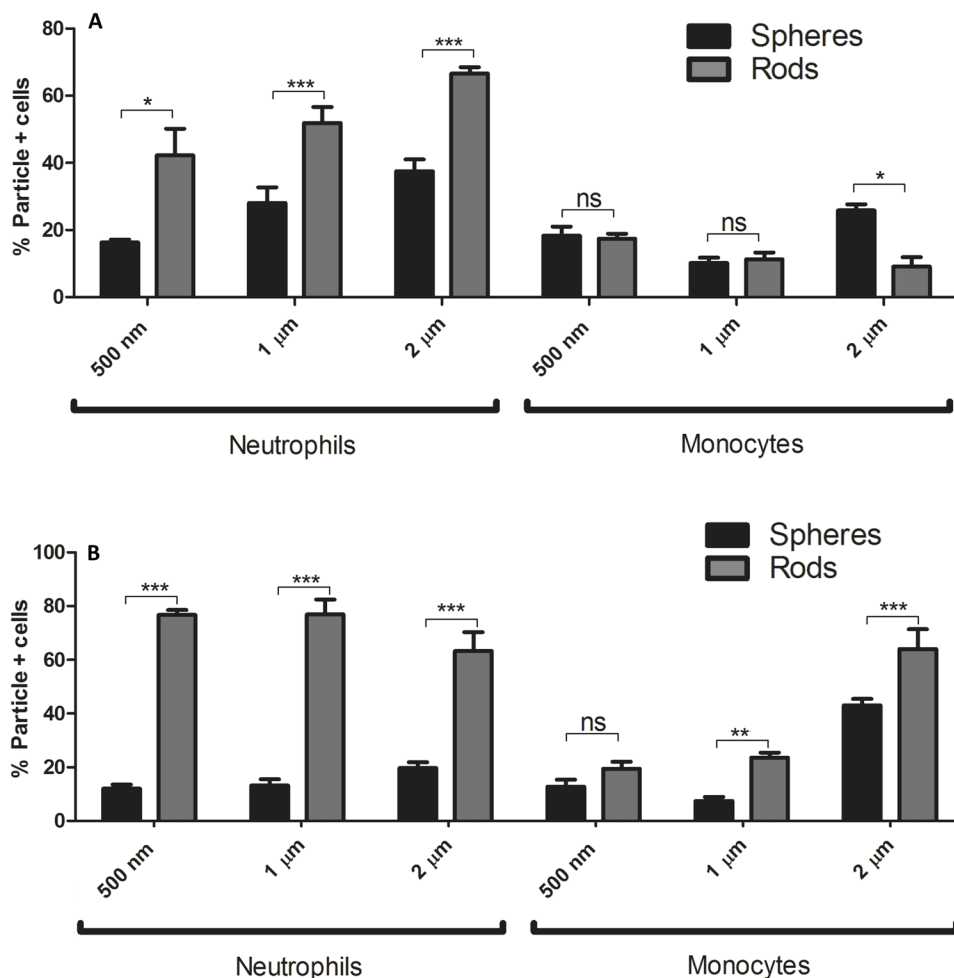 A
80
60
40
20
0
% Particle + cells
Spheres
Rods
*
***
***
ns
ns
*
500 nm
1 μm
2 μm
500 nm
1 μm
2 μm
Neutrophils
Monocytes
B
100
80
60
40
20
0
% Particle + cells
Spheres
Rods
***
***
***
ns
**
***
500 nm
1 μm
2 μm
500 nm
1 μm
2 μm
Neutrophils
Monocytes